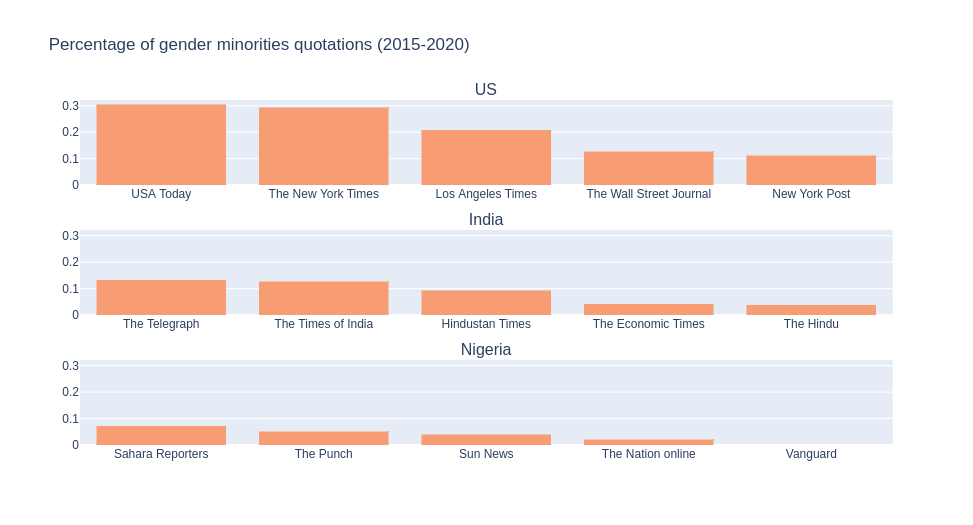 Percentage of gender minorities quotations (2015-2020)
US
0.3
0.2
0.1
0
USA Today The New York Times Los Angeles Times The Wall Street Journal New York Post
India
0.3
0.2
0.1
0
The Telegraph The Times of India Hindustan Times The Economic Times The Hindu
Nigeria
0.3
0.2
0.1
0
Sahara Reporters The Punch Sun News The Nation online Vanguard